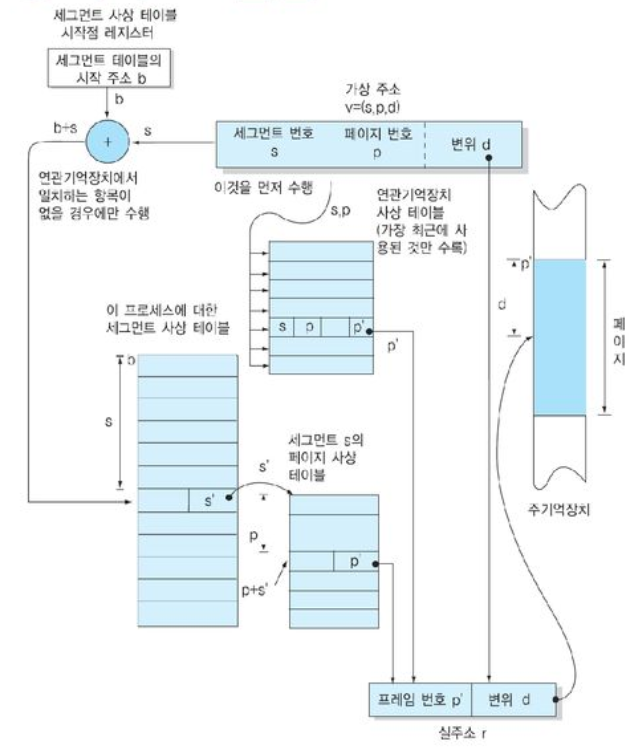 세그먼트 사상 테이블
시작점 레지스터
세그먼트 테이블의
시작 주소 b
b
b+s
+
s
가상 주소
v=(s,p,d)
세그먼트 번호
s
페이지 번호
p
변위 d
연관기억장치에서
일치하는 항목이
없을 경우에만 수행
이것을 먼저 수행
s,p
연관기억장치
사상 테이블
(가장 최근에 사
용된 것만 수록)
s p p'
p'
p'
d
페
이
지
주기억장치
이 프로세스에 대한
세그먼트 사상 테이블
b
s
s'
세그먼트 s의
페이지 사상
테이블
s'
p
p'
p+s'
프레임 번호 p' 변위 d
실주소 r